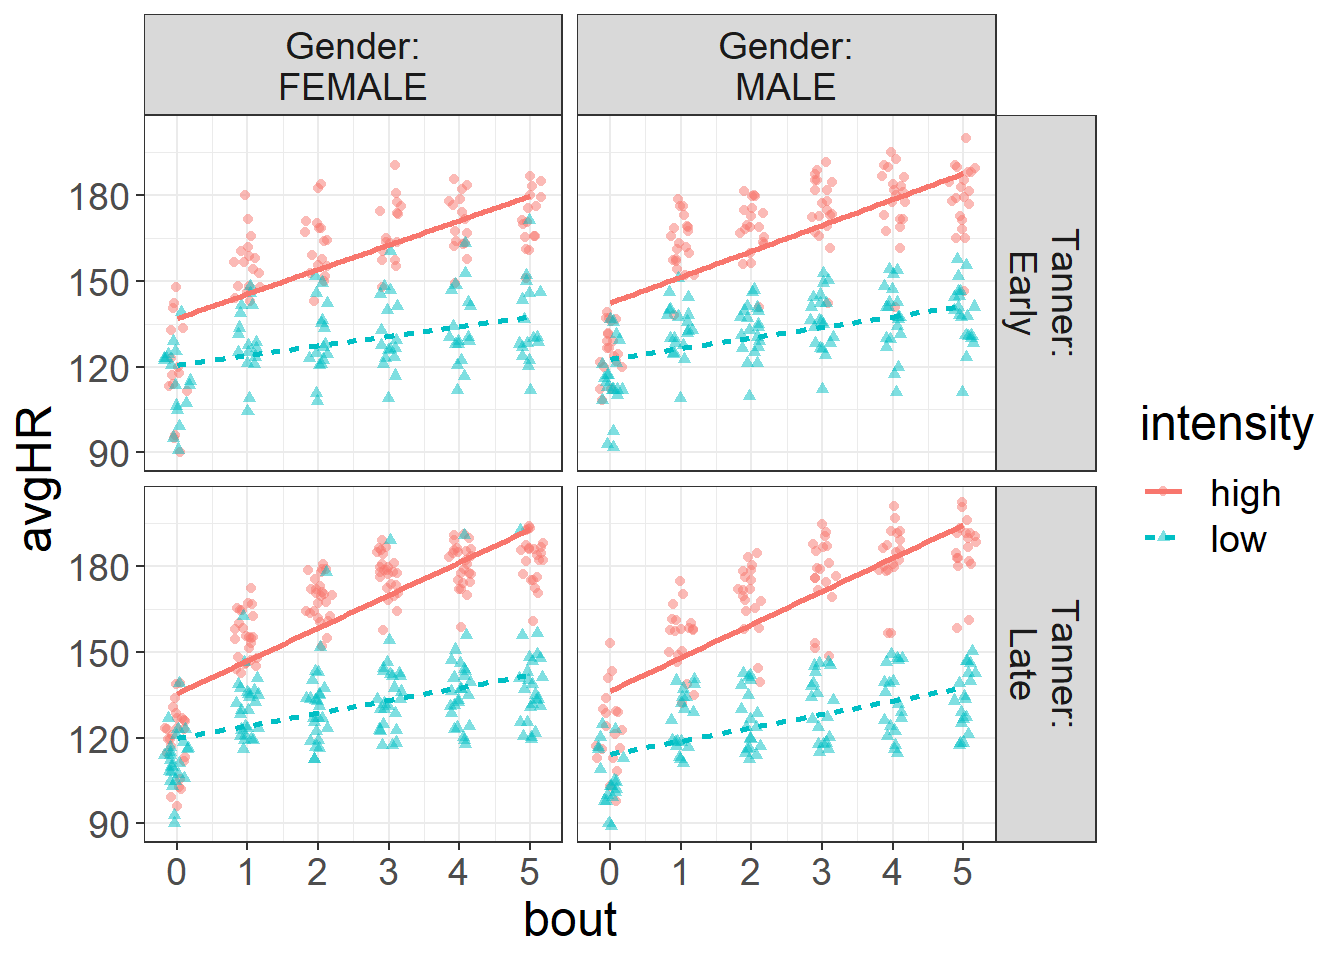 Gender:
FEMALE
Gender:
MALE
180
150
120
90
Tanner:
Early
avgHR
intensity
high
low
180
150
120
90
Tanner:
Late
0 1 2 3 4 5
0 1 2 3 4 5
bout